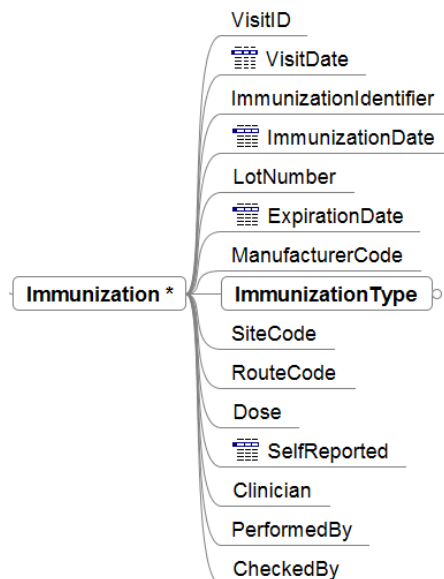 VisitID
VisitDate
ImmunizationIdentifier
ImmunizationDate
LotNumber
ExpirationDate
ManufacturerCode
Immunization *
ImmunizationType
SiteCode
RouteCode
Dose
SelfReported
Clinician
PerformedBy
CheckedBy